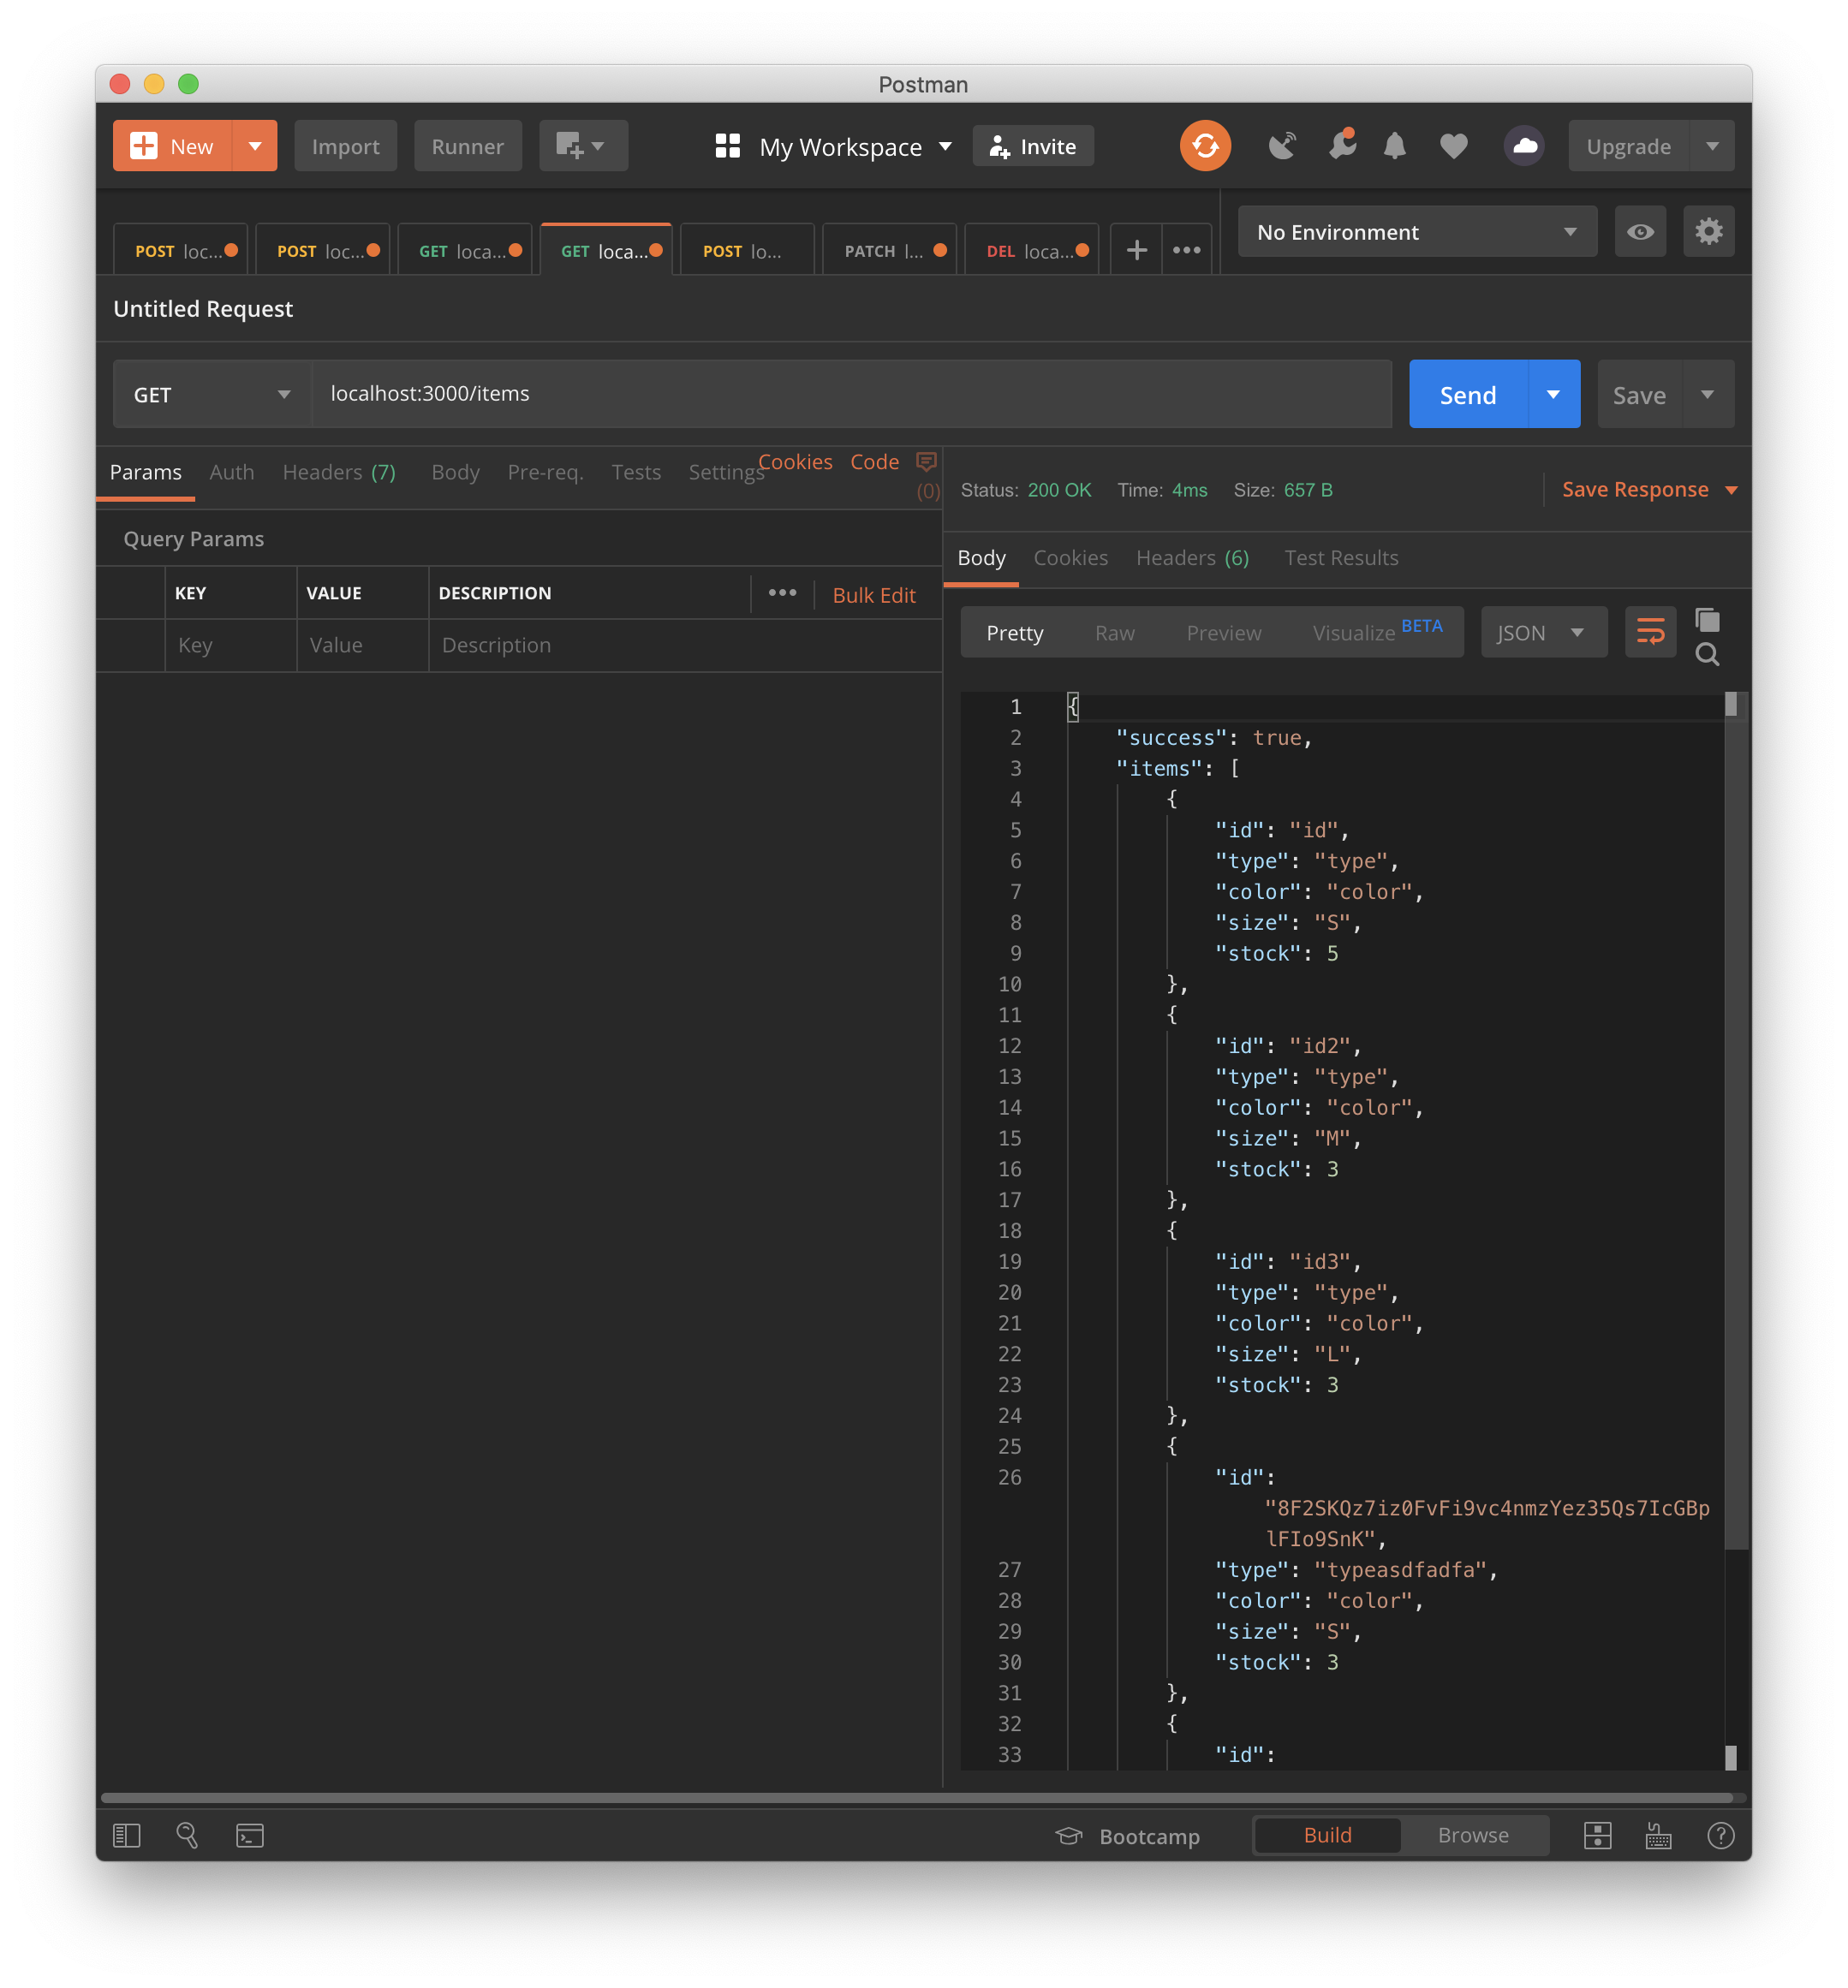 Postman
New Import Runner My Workspace Invite Upgrade
POST loc... POST loc... GET loca... GET loca... POST lo... PATCH l... DEL loca... No Environment
Untitled Request
GET localhost:3000/items Send Save
Params Auth Headers (7) Body Pre-req. Tests Settings Cookies Code (0)
Status: 200 OK Time: 4ms Size: 657 B Save Response
Query Params
KEY VALUE DESCRIPTION Bulk Edit
Key Value Description
Body Cookies Headers (6) Test Results
Pretty Raw Preview Visualize BETA JSON
1 {
2 "success": true,
3 "items": [
4 {
5 "id": "id",
6 "type": "type",
7 "color": "color",
8 "size": "S",
9 "stock": 5
10 },
11 {
12 "id": "id2",
13 "type": "type",
14 "color": "color",
15 "size": "M",
16 "stock": 3
17 },
18 {
19 "id": "id3",
20 "type": "type",
21 "color": "color",
22 "size": "L",
23 "stock": 3
24 },
25 {
26 "id":
"8F2SKQz7iz0FvFi9vc4nmzYez35Qs7IcGBp
lFIo9SnK",
27 "type": "typeasdfadfa",
28 "color": "color",
29 "size": "S",
30 "stock": 3
31 },
32 {
33 "id":
Bootcamp Build Browse